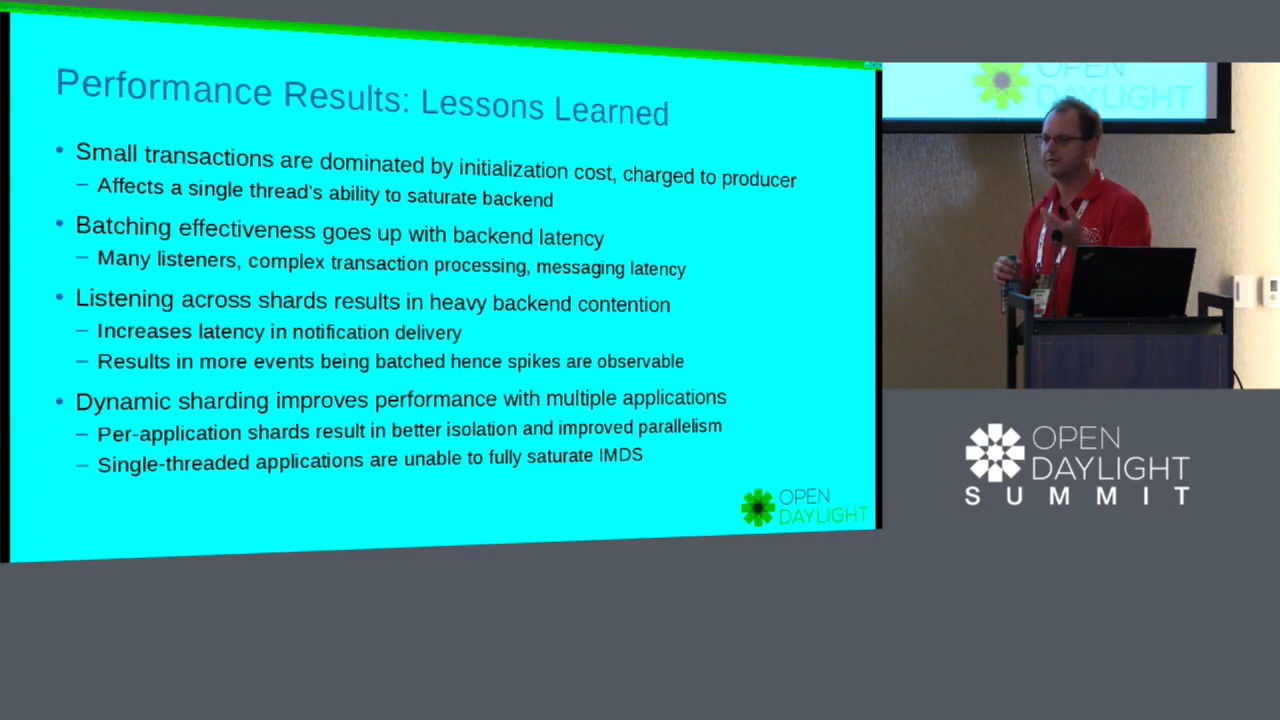 Performance Results: Lessons Learned
• Small transactions are dominated by initialization cost, charged to producer
– Affects a single thread's ability to saturate backend
• Batching effectiveness goes up with backend latency
– Many listeners, complex transaction processing, messaging latency
• Listening across shards results in heavy backend contention
– Increases latency in notification delivery
– Results in more events being batched hence spikes are observable
• Dynamic sharding improves performance with multiple applications
– Per-application shards result in better isolation and improved parallelism
– Single-threaded applications are unable to fully saturate IMDS
OPEN
DAYLIGHT
OPEN
DAYLIGHT
OPEN
DAYLIGHT
SUMMIT